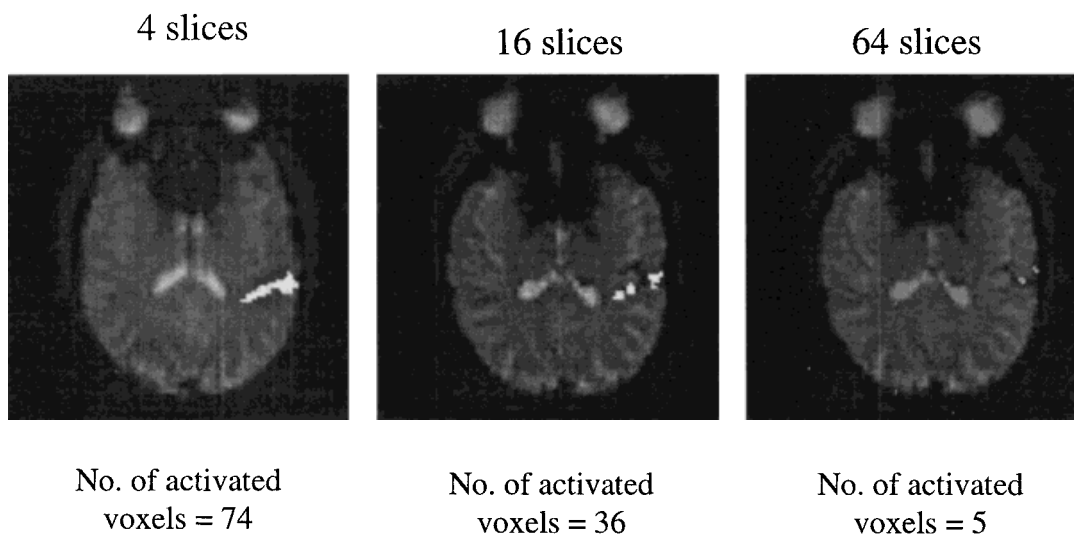 4 slices
16 slices
64 slices
No. of activated
voxels = 74
No. of activated
voxels = 36
No. of activated
voxels = 5